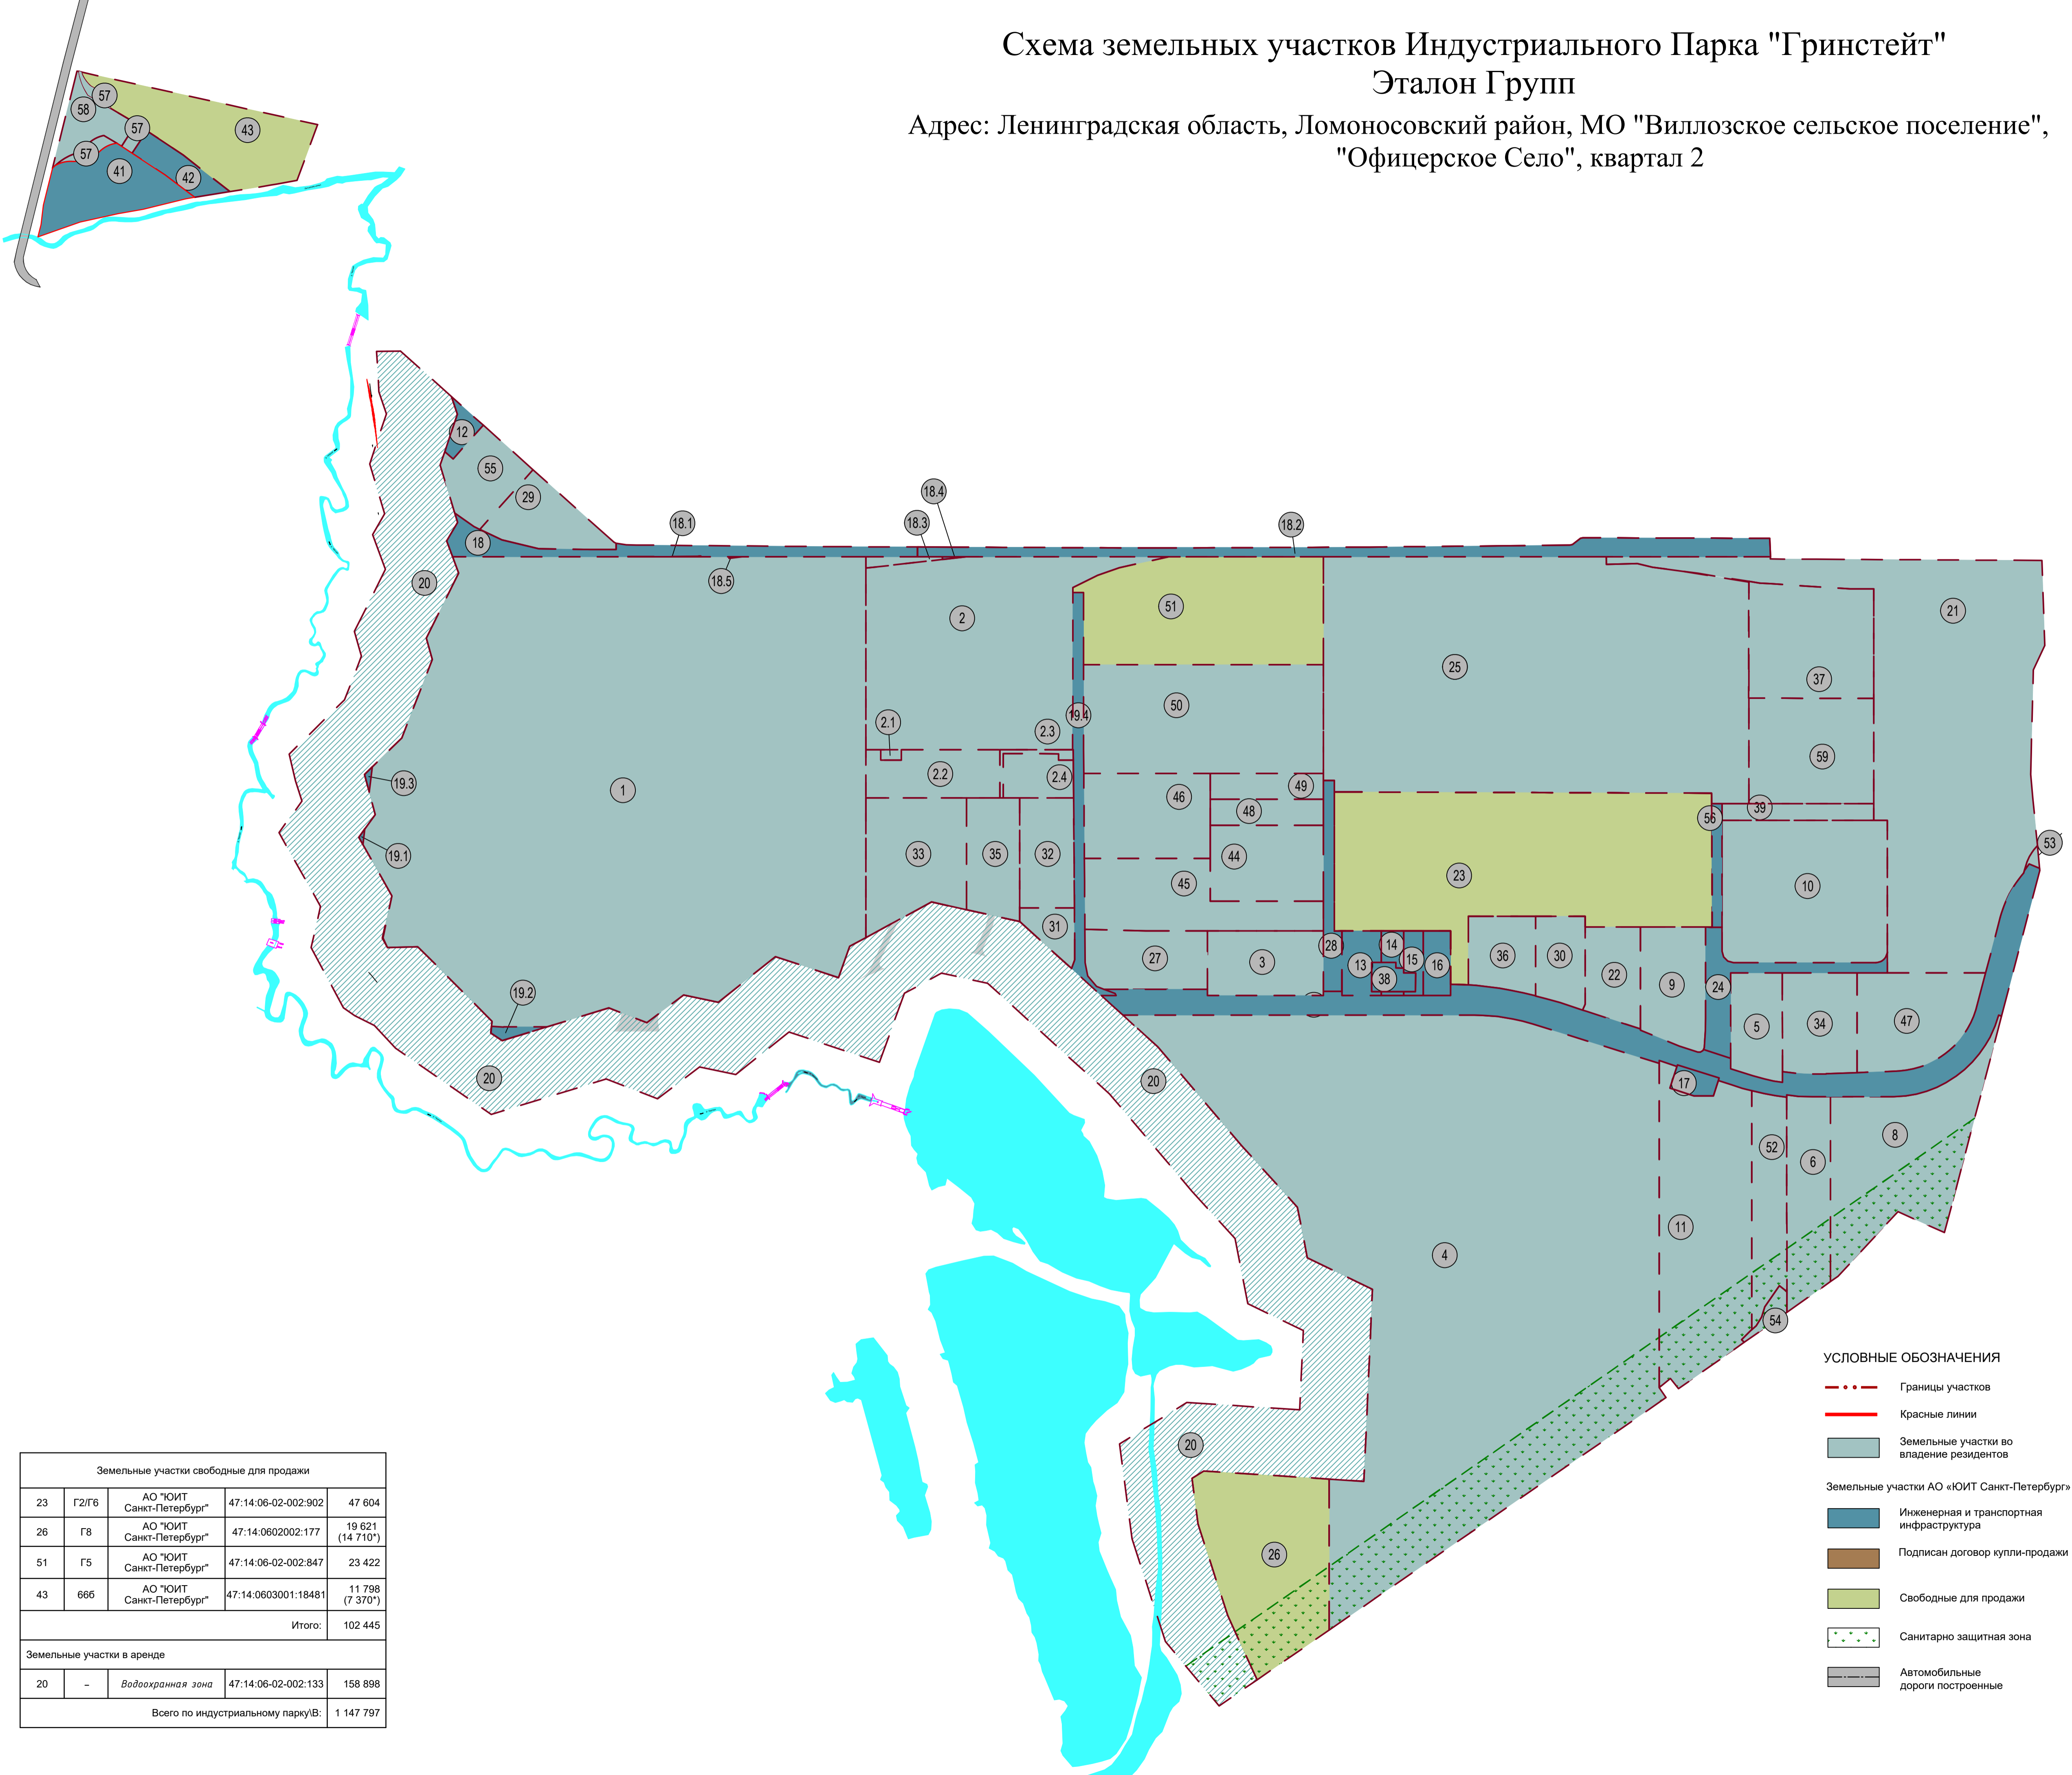 Схема земельных участков Индустриального Парка "Гринстейт"
Эталон Групп
Адрес: Ленинградская область, Ломоносовский район, МО "Виллозское сельское поселение",
"Офицерское Село", квартал 2
57
58
57
43
57
41
42
12
55
29
18
18.1
18.3
18.4
18.2
18.5
20
2
51
21
25
37
50
19.4
2.1
2.3
2.2
2.4
59
19.3
1
46
49
48
39
56
19.1
33
35
32
44
45
23
10
53
31
27
3
28
14
13
15
16
38
36
30
22
9
24
19.2
5
34
47
20
20
17
52
6
8
11
4
54
20
26
УСЛОВНЫЕ ОБОЗНАЧЕНИЯ
Границы участков
Красные линии
Земельные участки во
владение резидентов
Земельные участки АО «ЮИТ Санкт-Петербург»
Инженерная и транспортная
инфраструктура
Подписан договор купли-продажи
Свободные для продажи
Санитарно защитная зона
Автомобильные
дороги построенные
Земельные участки свободные для продажи
23 Г2/Г6 АО "ЮИТ Санкт-Петербург" 47:14:06-02-002:902 47 604
26 Г8 АО "ЮИТ Санкт-Петербург" 47:14:0602002:177 19 621 (14 710*)
51 Г5 АО "ЮИТ Санкт-Петербург" 47:14:06-02-002:847 23 422
43 66б АО "ЮИТ Санкт-Петербург" 47:14:0603001:18481 11 798 (7 370*)
Итого: 102 445
Земельные участки в аренде
20 – Водоохранная зона 47:14:06-02-002:133 158 898
Всего по индустриальному парку\В: 1 147 797